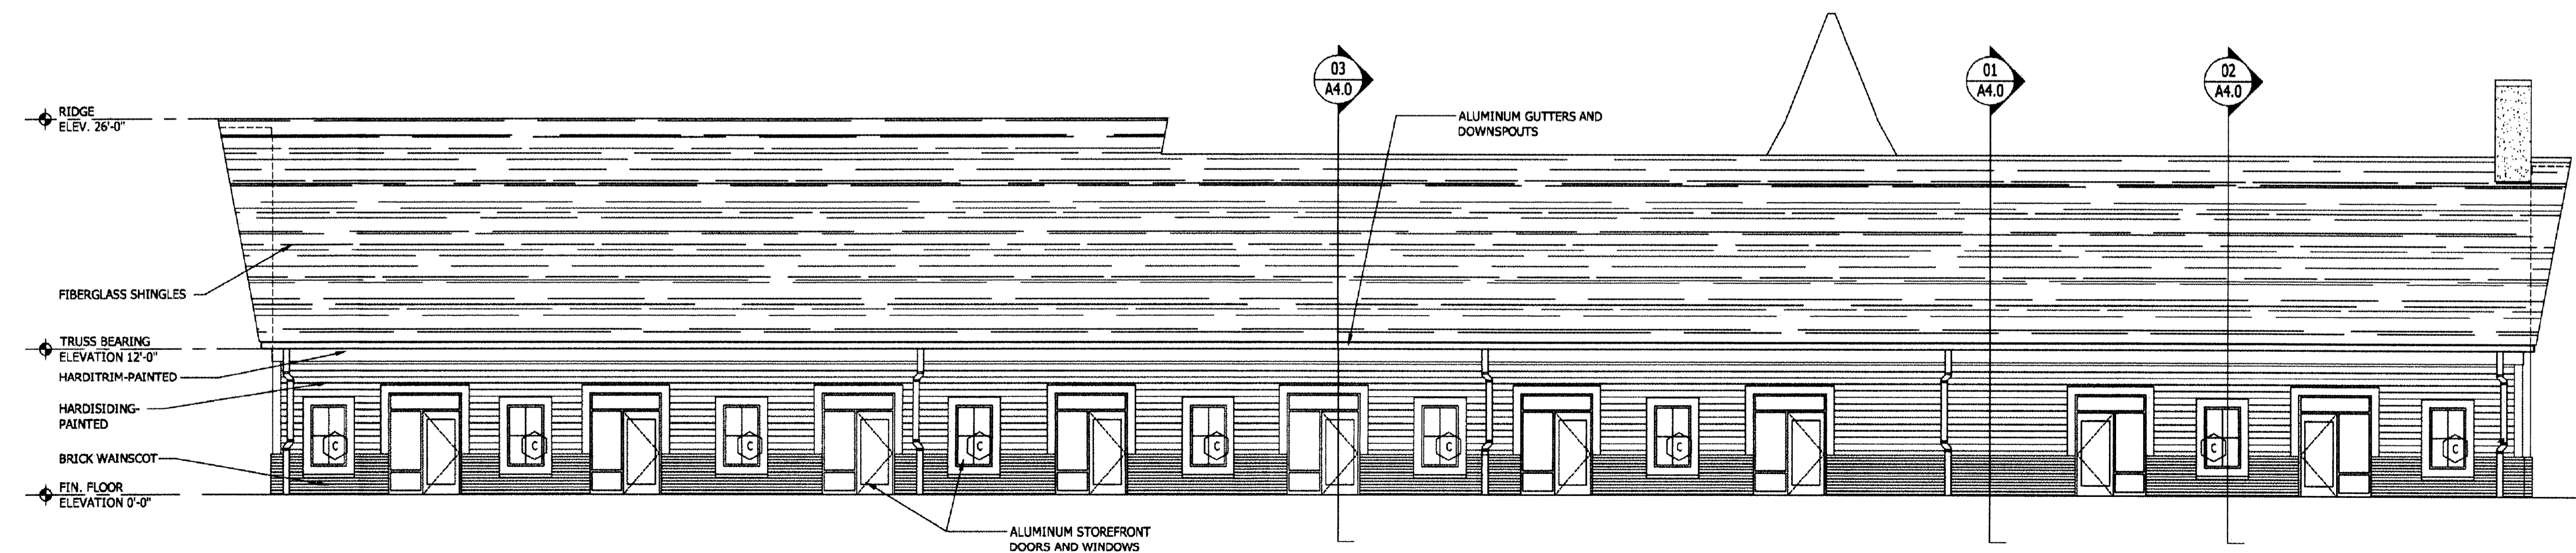 03
A4.0
01
A4.0
02
A4.0
RIDGE
ELEV. 26'-0"
ALUMINUM GUTTERS AND
DOWNSPOUTS
FIBERGLASS SHINGLES
TRUSS BEARING
ELEVATION 12'-0"
HARDITRIM-PAINTED
HARDISIDING-
PAINTED
C
C
C
C
C
C
C
C
C
BRICK WAINSCOT
FIN. FLOOR
ELEVATION 0'-0"
ALUMINUM STOREFRONT
DOORS AND WINDOWS